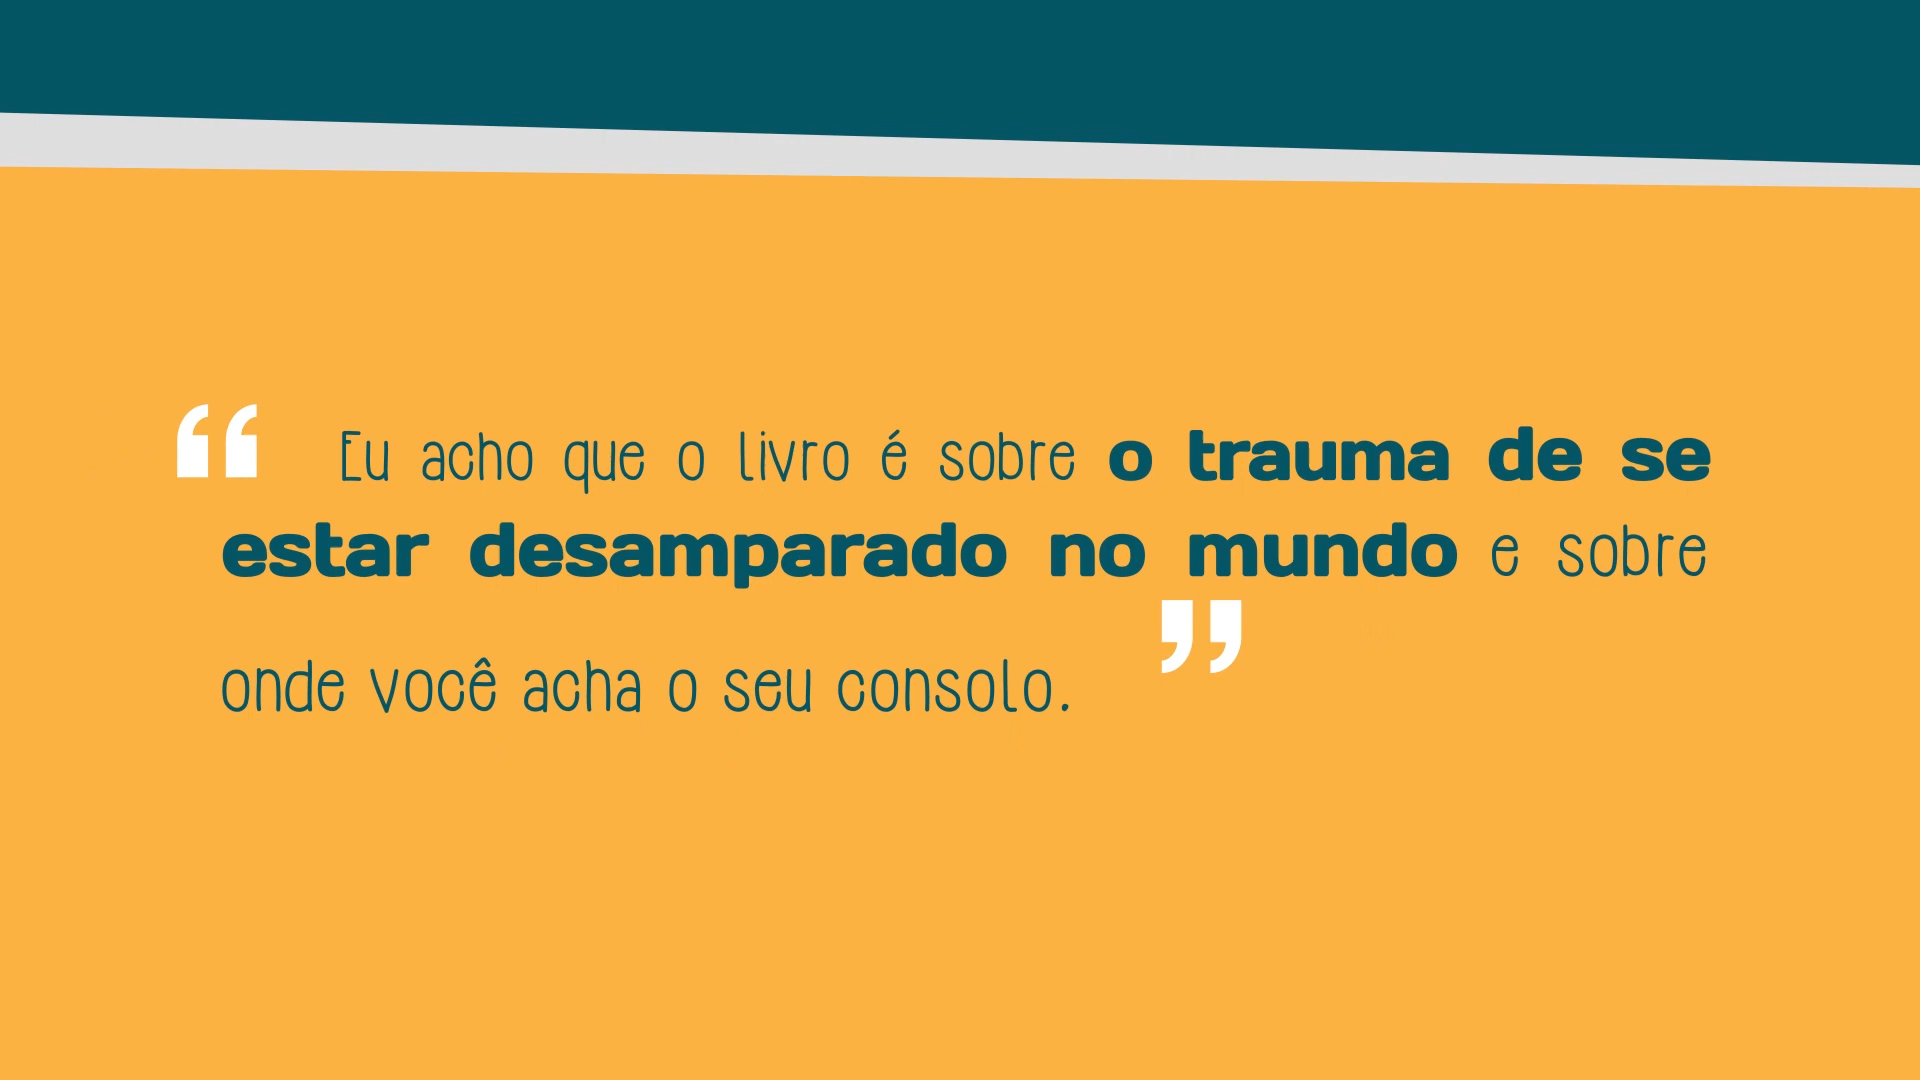 “ Eu acho que o livro é sobre o trauma de se
estar desamparado no mundo e sobre
onde você acha o seu consolo. ”